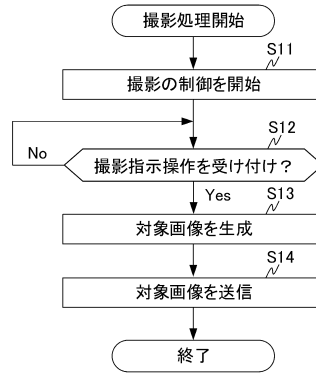 撮影処理開始
S11
撮影の制御を開始
S12
撮影指示操作を受け付け?
No
Yes
S13
対象画像を生成
S14
対象画像を送信
終了